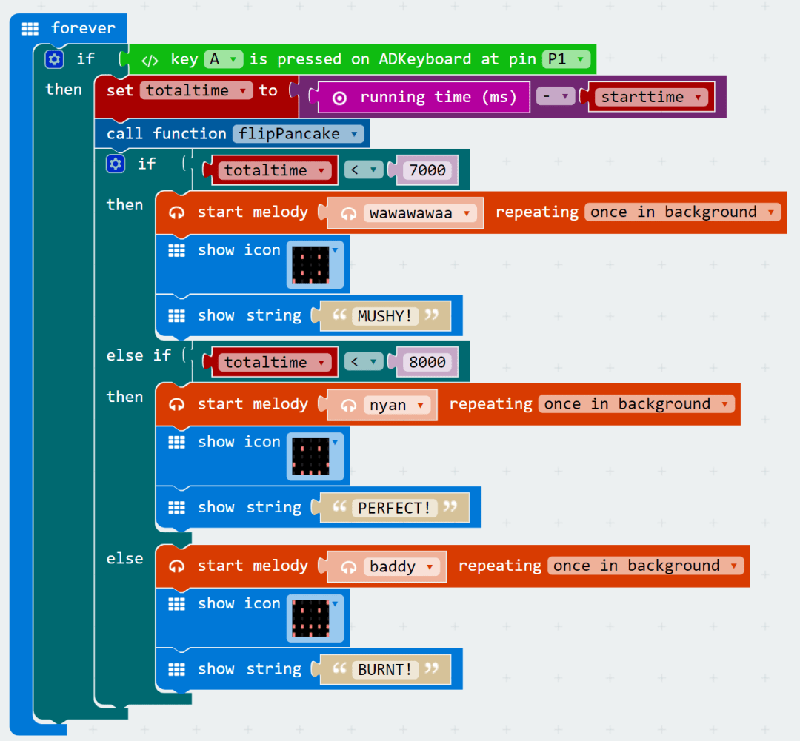 forever
if </> key A is pressed on ADKeyboard at pin P1
then set totaltime to running time (ms) - starttime
call function flipPancake
if totaltime < 7000
then start melody wawawawaa repeating once in background
show icon
show string “ MUSHY! ”
else if totaltime < 8000
then start melody nyan repeating once in background
show icon
show string “ PERFECT! ”
else start melody baddy repeating once in background
show icon
show string “ BURNT! ”